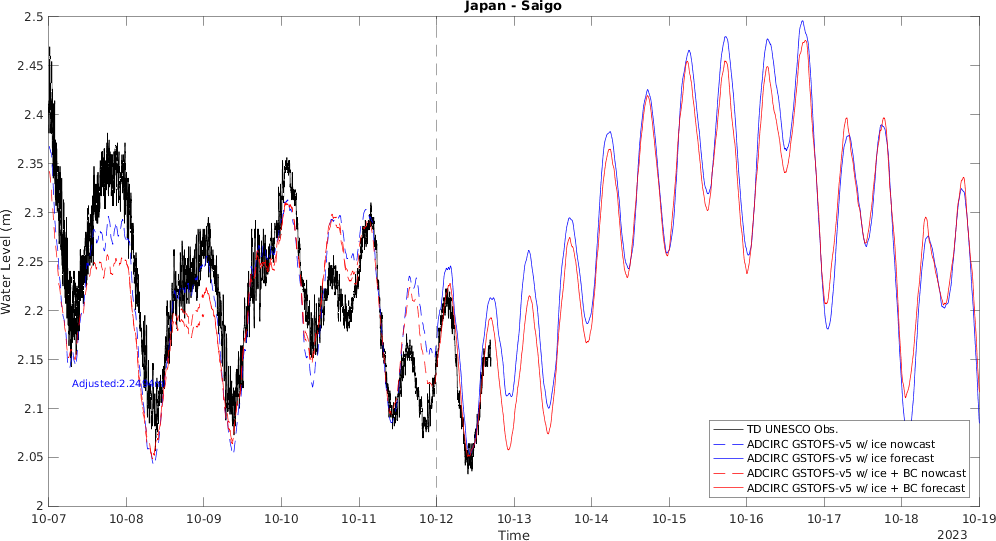 Japan - Saigo
2.5
2.45
2.4
2.35
2.3
2.25
2.2
2.15
2.1
2.05
2
Water Level (m)
TD UNESCO Obs.
ADCIRC GSTOFS-v5 w/ ice nowcast
ADCIRC GSTOFS-v5 w/ ice forecast
ADCIRC GSTOFS-v5 w/ ice + BC nowcast
ADCIRC GSTOFS-v5 w/ ice + BC forecast
10-07 10-08 10-09 10-10 10-11 10-12 10-13 10-14 10-15 10-16 10-17 10-18 10-19
Time
2023